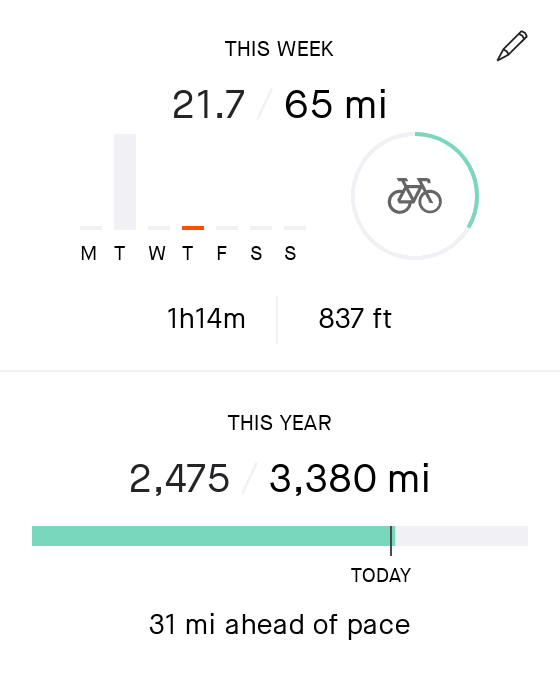 THIS WEEK
21.7 / 65 mi
M T W T F S S
1h14m 837 ft
THIS YEAR
2,475 / 3,380 mi
TODAY
31 mi ahead of pace